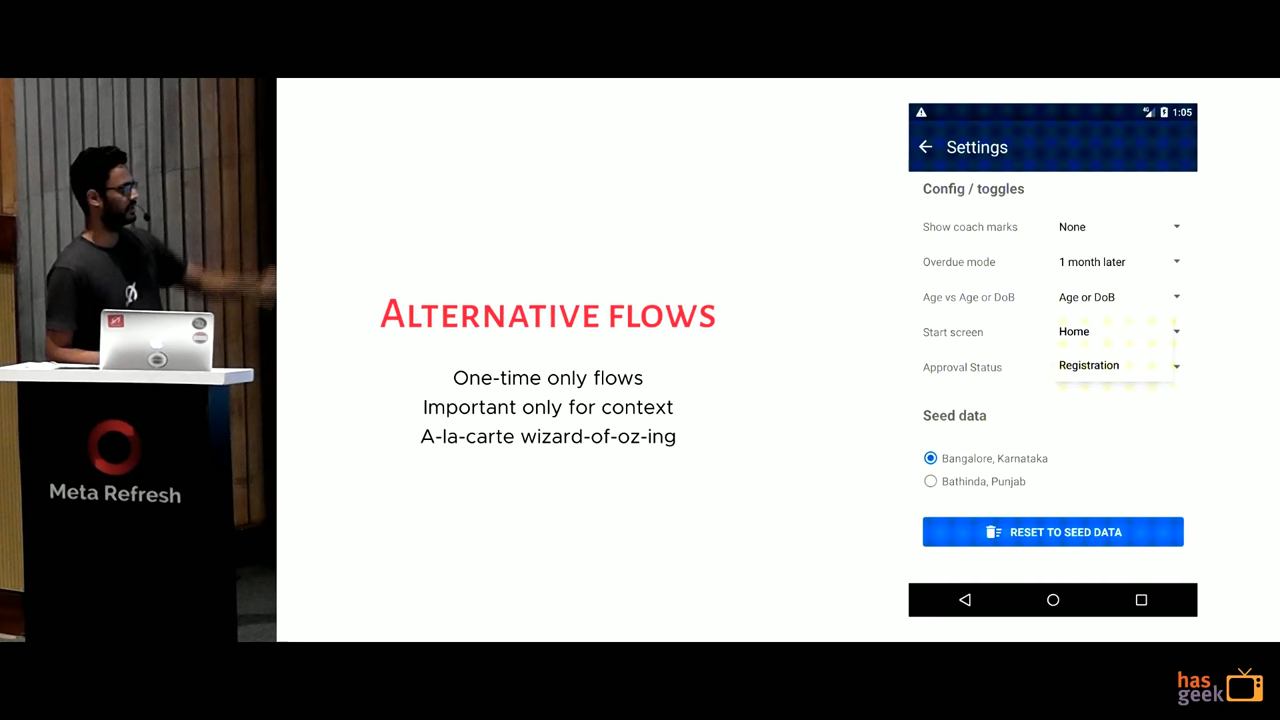 ALTERNATIVE FLOWS
One-time only flows
Important only for context
A-la-carte wizard-of-oz-ing
4G 1:05
Settings
Config / toggles
Show coach marks None
Overdue mode 1 month later
Age vs Age or DoB Age or DoB
Start screen Home
Approval Status Registration
Seed data
Bangalore, Karnataka
Bathinda, Punjab
RESET TO SEED DATA
Meta Refresh
has
geek